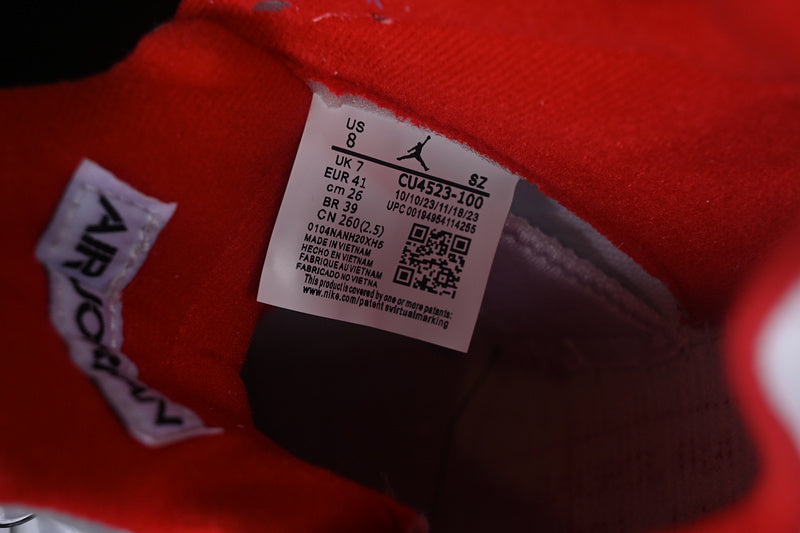 US
8
SZ
UK 7
EUR 41
cm 26
BR 39
CN 260(2.5)
CU4523-100
10/10/23/11/18/23
UPC 00194954114255
0104NANH20XH5
MADE IN VIETNAM
HECHO EN VIETNAM
FABRIQUE AU VIETNAM
FABRICADO NO VIETNA
This product is covered by one or more patents:
www.nike.com/patentsvirtualmarking
AIR JORDAN